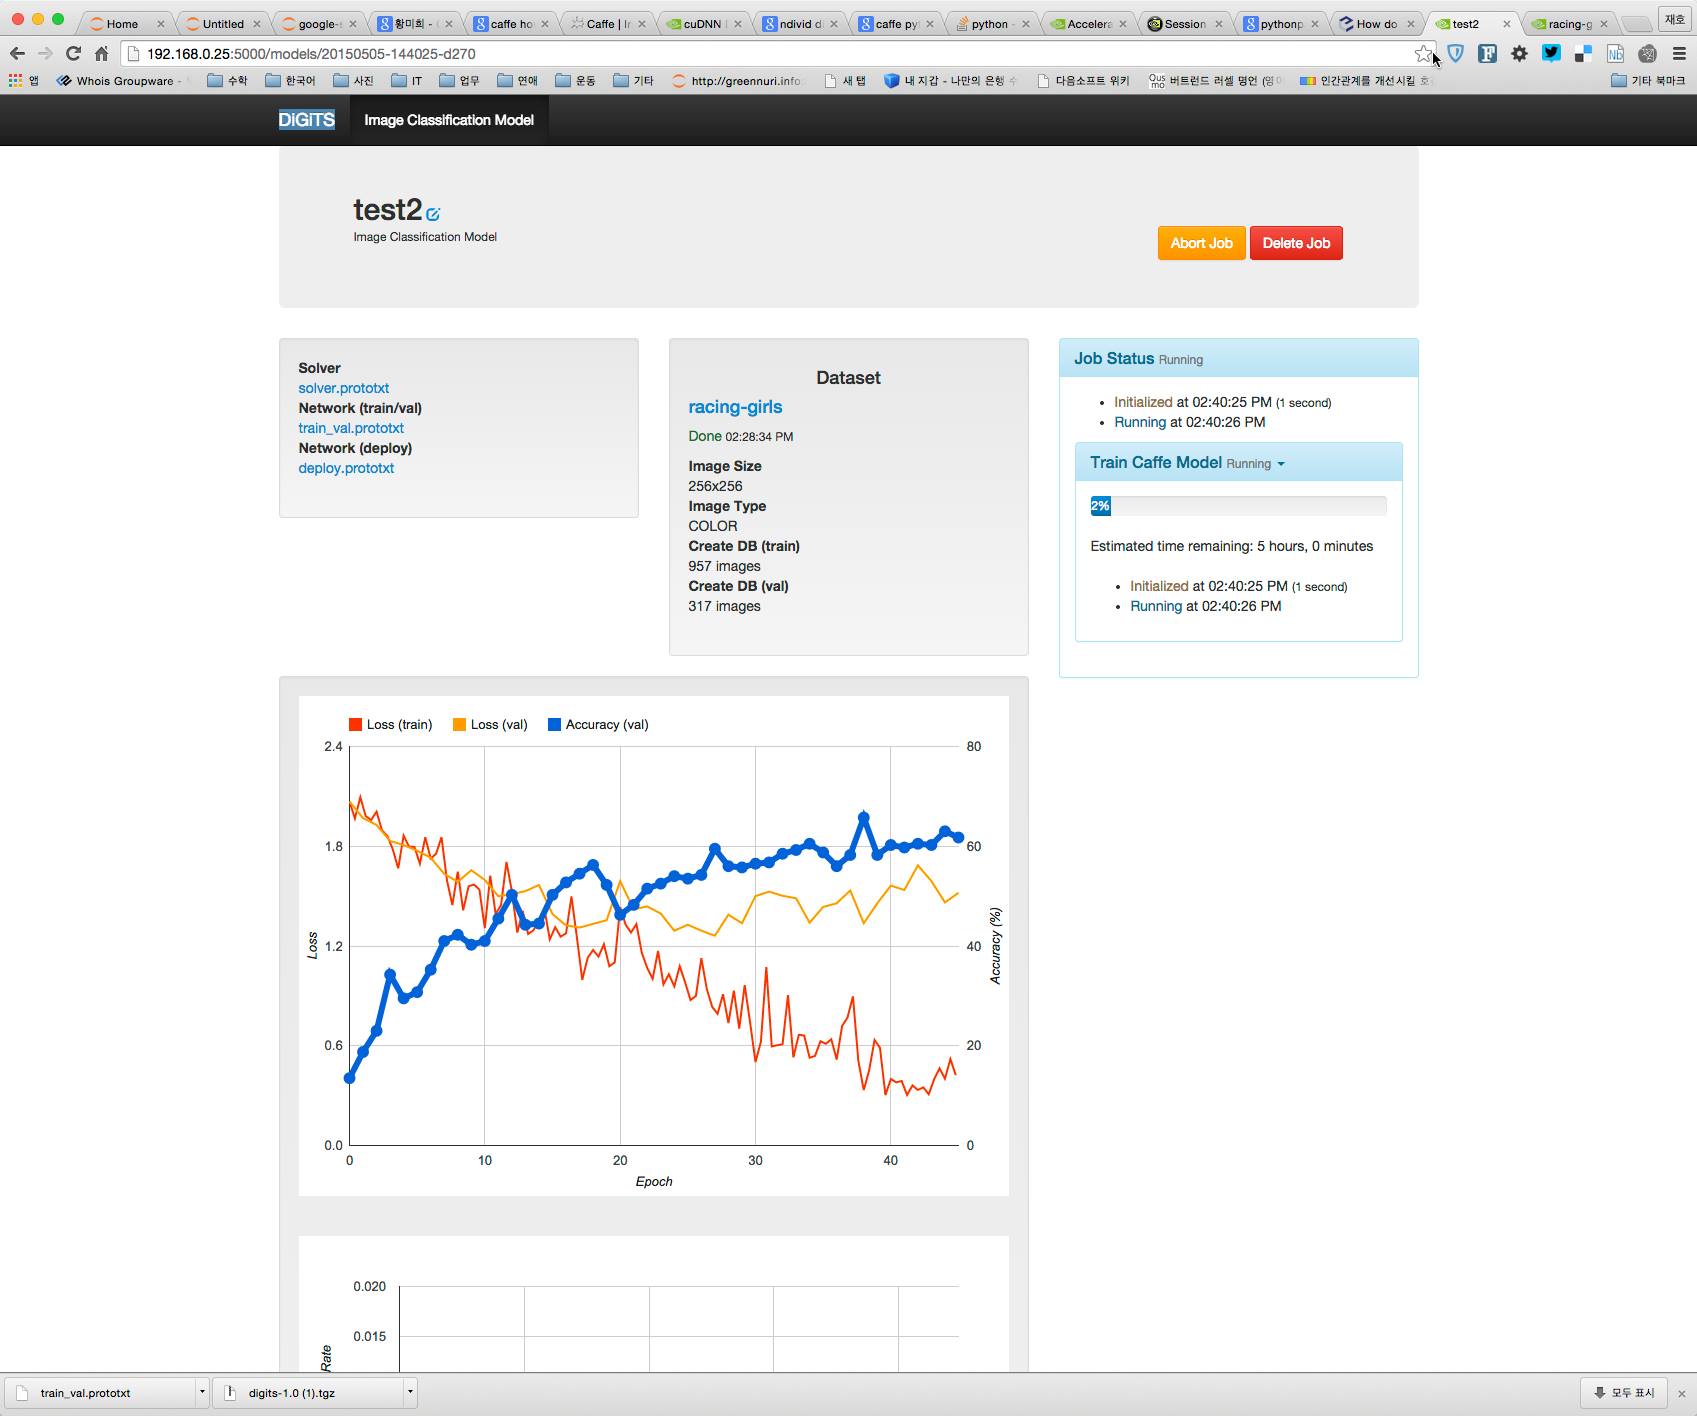 Home
Untitled
google-
황미희 -
caffe ho
Caffe | In
cuDNN
ndivid di
caffe py
python -
Accelera
Session
pythonp
How do
test2
racing-g
재호
192.168.0.25:5000/models/20150505-144025-d270
앱
Whois Groupware -
수학
한국어
사진
IT
업무
연애
운동
기타
http://greennuri.info
새 탭
내 지갑 - 나만의 은행
다음소프트 위키
버트런드 러셀 명언 (영
인간관계를 개선시킬
기타 북마크
DiGiTS
Image Classification Model
test2
Image Classification Model
Abort Job
Delete Job
Solver
solver.prototxt
Network (train/val)
train_val.prototxt
Network (deploy)
deploy.prototxt
Dataset
racing-girls
Done 02:28:34 PM
Image Size
256x256
Image Type
COLOR
Create DB (train)
957 images
Create DB (val)
317 images
Job Status Running
Initialized at 02:40:25 PM (1 second)
Running at 02:40:26 PM
Train Caffe Model Running
2%
Estimated time remaining: 5 hours, 0 minutes
Initialized at 02:40:25 PM (1 second)
Running at 02:40:26 PM
Loss (train)
Loss (val)
Accuracy (val)
2.4
1.8
1.2
0.6
0.0
Loss
80
60
40
20
0
Accuracy (%)
0
10
20
30
40
Epoch
0.020
0.015
Rate
train_val.prototxt
digits-1.0 (1).tgz
모두 표시